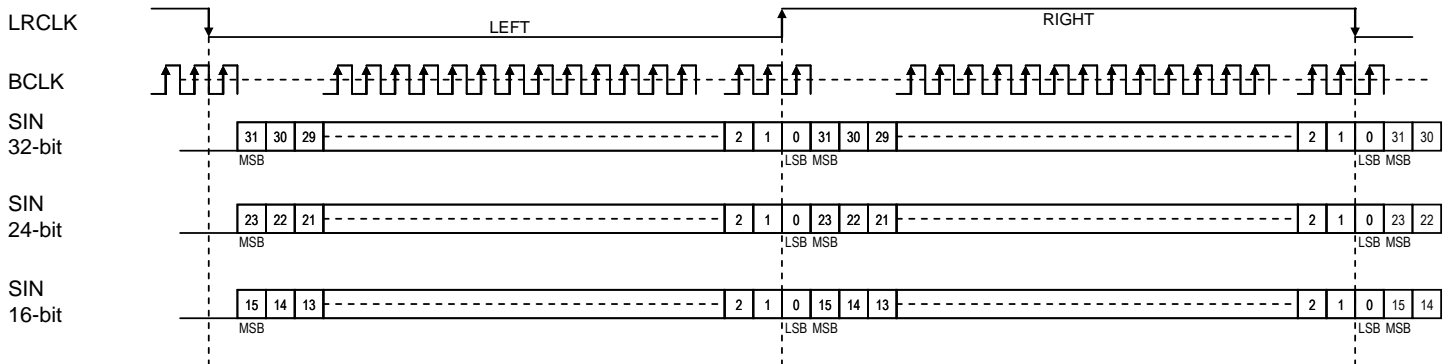 LRCLK LEFT RIGHT
BCLK
SIN
32-bit
31 30 29 2 1 0 31 30 29 2 1 0 31 30
MSB LSB MSB LSB MSB
SIN
24-bit
23 22 21 2 1 0 23 22 21 2 1 0 23 22
MSB LSB MSB LSB MSB
SIN
16-bit
15 14 13 2 1 0 15 14 13 2 1 0 15 14
MSB LSB MSB LSB MSB